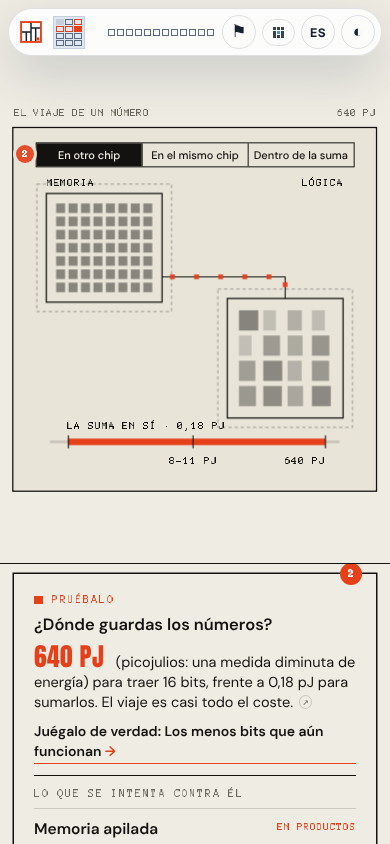 ES
EL VIAJE DE UN NÚMERO 640 PJ
2 En otro chip En el mismo chip Dentro de la suma
MEMORIA LÓGICA
LA SUMA EN SÍ · 0,18 PJ
8–11 PJ 640 PJ
2
PRUÉBALO
¿Dónde guardas los números?
640 PJ (picojulios: una medida diminuta de
energía) para traer 16 bits, frente a 0,18 pJ para
sumarlos. El viaje es casi todo el coste. ↗
Juégalo de verdad: Los menos bits que aún
funcionan →
LO QUE SE INTENTA CONTRA ÉL
Memoria apilada EN PRODUCTOS